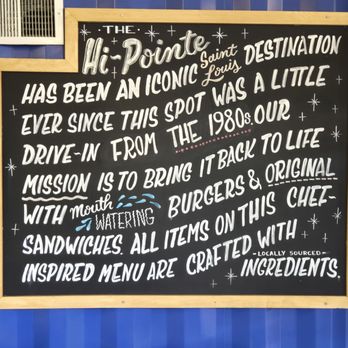 THE
Hi-Pointe
HAS BEEN AN ICONIC Saint Louis DESTINATION
EVER SINCE THIS SPOT WAS A LITTLE
DRIVE-IN FROM THE 1980s. OUR
MISSION IS TO BRING IT BACK TO LIFE
WITH mouth WATERING BURGERS & ORIGINAL
SANDWICHES. ALL ITEMS ON THIS CHEF-
INSPIRED MENU ARE CRAFTED WITH
-LOCALLY SOURCED-
INGREDIENTS.